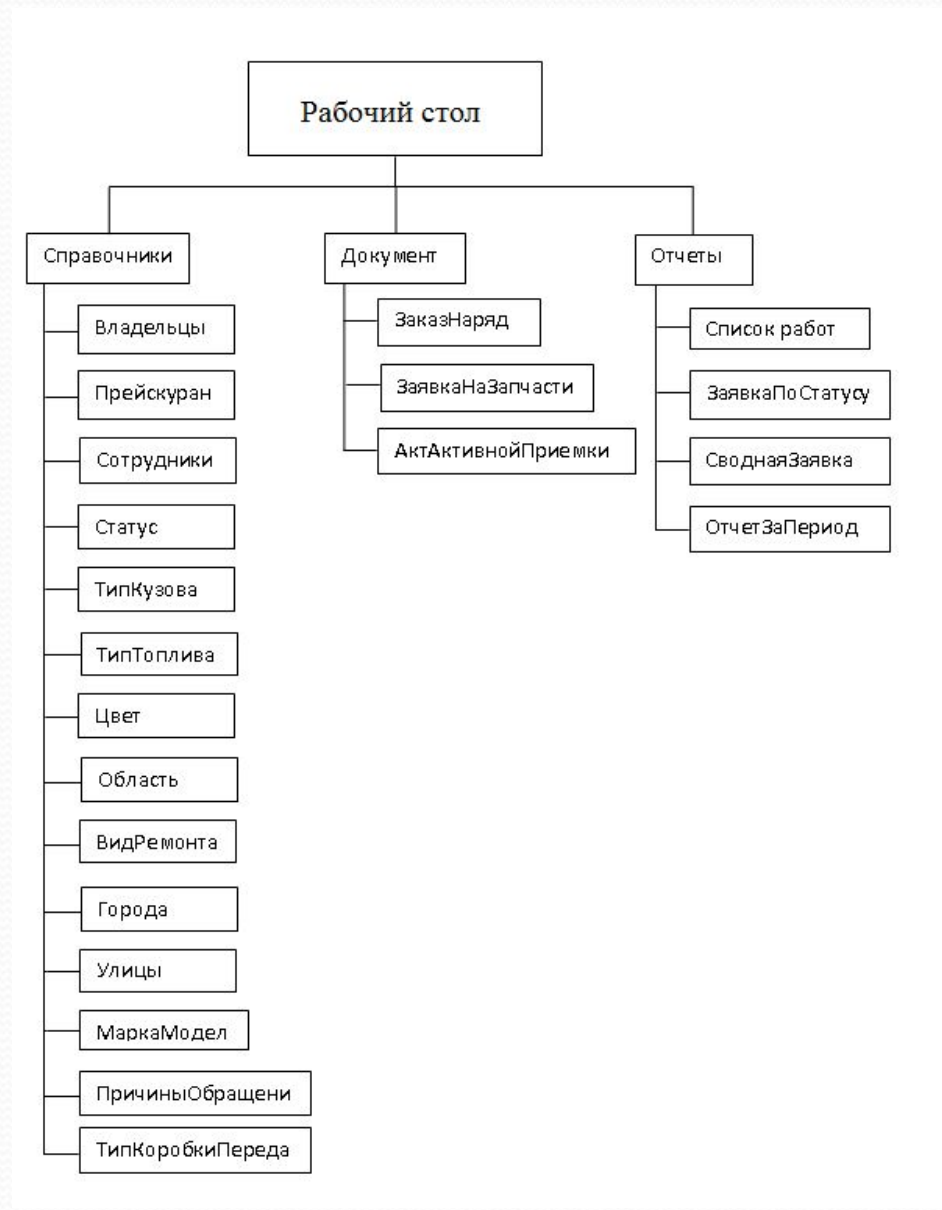 Рабочий стол
Справочники
Владельцы
Прейскуран
Сотрудники
Статус
ТипКузова
ТипТоплива
Цвет
Область
ВидРемонта
Города
Улицы
МаркаМодел
ПричиныОбращени
ТипКоробкиПереда
Документ
ЗаказНаряд
ЗаявкаНаЗапчасти
АктАктивнойПриемки
Отчеты
Список работ
ЗаявкаПоСтатусу
СводнаяЗаявка
ОтчетЗаПериод